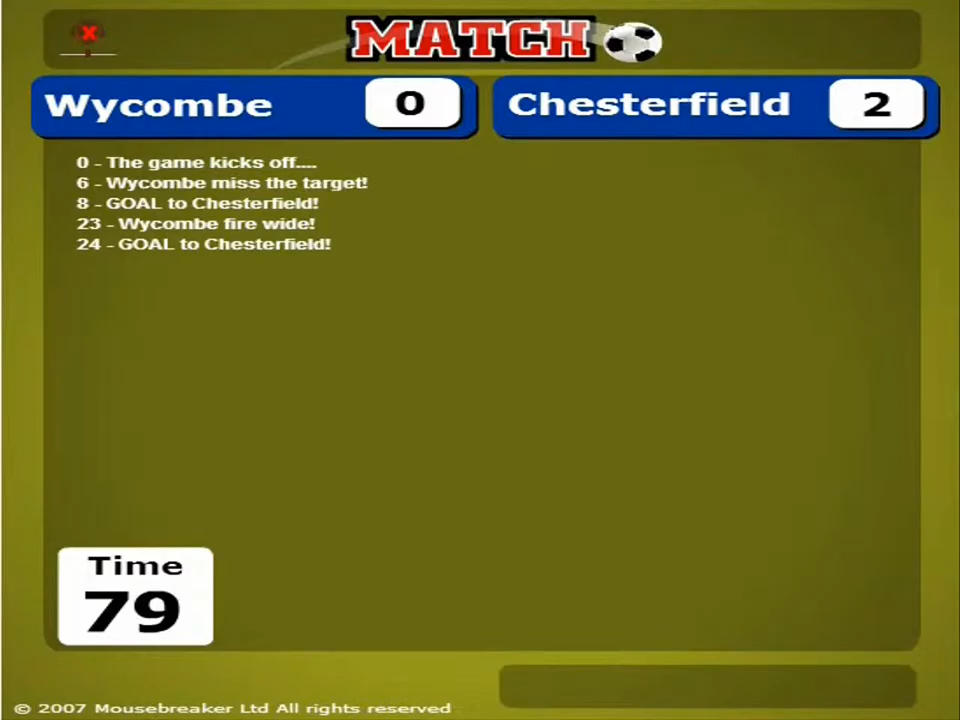 MATCH
Wycombe 0 Chesterfield 2
0 - The game kicks off....
6 - Wycombe miss the target!
8 - GOAL to Chesterfield!
23 - Wycombe fire wide!
24 - GOAL to Chesterfield!
Time
79
© 2007 Mousebreaker Ltd All rights reserved